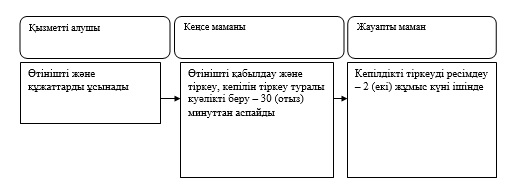 Қызметті алушы
Кеңсе маманы
Жауапты маман
Өтінішті және
құжаттарды ұсынады
Өтінішті қабылдау және
тіркеу, кепілін тіркеу туралы
куәлікті беру – 30 (отыз)
минуттан аспайды
Кепілдікті тіркеуді ресімдеу
– 2 (екі) жұмыс күні ішінде